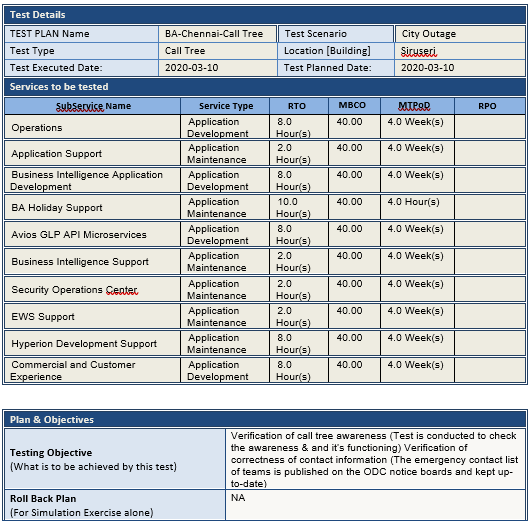 Test Details
TEST PLAN Name BA-Chennai-Call Tree Test Scenario City Outage
Test Type Call Tree Location [Building] Siruseri
Test Executed Date: 2020-03-10 Test Planned Date: 2020-03-10
Services to be tested
SubService Name Service Type RTO MBCO MTPoD RPO
Operations Application Development 8.0 Hour(s) 40.00 4.0 Week(s)
Application Support Application Maintenance 2.0 Hour(s) 40.00 4.0 Week(s)
Business Intelligence Application Development Application Development 8.0 Hour(s) 40.00 4.0 Week(s)
BA Holiday Support Application Maintenance 10.0 Hour(s) 40.00 4.0 Hour(s)
Avios GLP API Microservices Application Development 8.0 Hour(s) 40.00 4.0 Week(s)
Business Intelligence Support Application Maintenance 2.0 Hour(s) 40.00 4.0 Week(s)
Security Operations Center Application Maintenance 2.0 Hour(s) 40.00 4.0 Week(s)
EWS Support Application Maintenance 2.0 Hour(s) 40.00 4.0 Week(s)
Hyperion Development Support Application Maintenance 8.0 Hour(s) 40.00 4.0 Week(s)
Commercial and Customer Experience Application Development 8.0 Hour(s) 40.00 4.0 Week(s)
Plan & Objectives
Testing Objective
(What is to be achieved by this test)
Verification of call tree awareness (Test is conducted to check
the awareness & and it's functioning) Verification of
correctness of contact information (The emergency contact list
of teams is published on the ODC notice boards and kept up-
to-date)
Roll Back Plan
(For Simulation Exercise alone)
NA